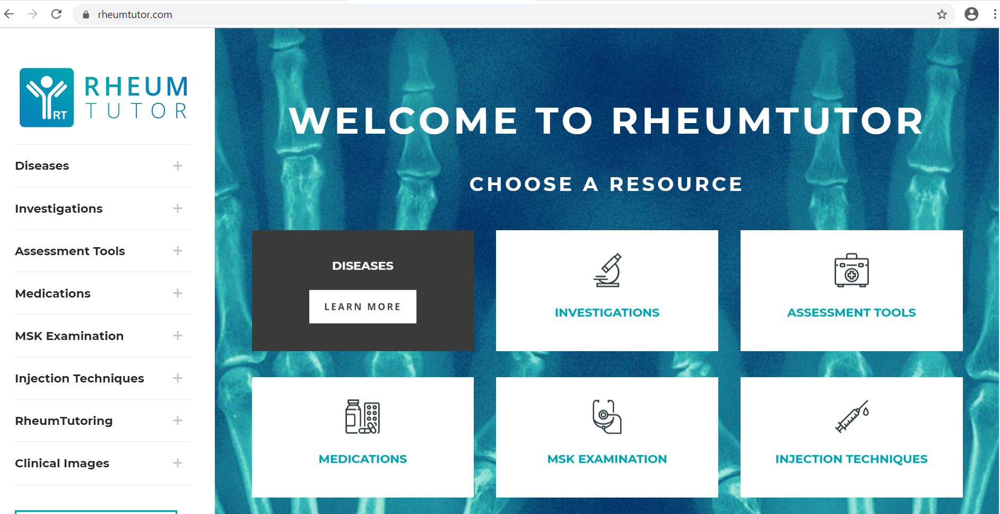 rheumtutor.com
RHEUM
TUTOR
RT
Diseases
Investigations
Assessment Tools
Medications
MSK Examination
Injection Techniques
RheumTutoring
Clinical Images
WELCOME TO RHEUMTUTOR
CHOOSE A RESOURCE
DISEASES
LEARN MORE
INVESTIGATIONS
ASSESSMENT TOOLS
MEDICATIONS
MSK EXAMINATION
INJECTION TECHNIQUES